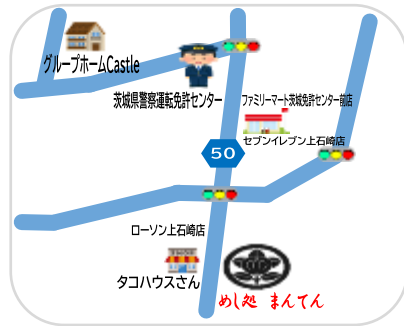 グループホームCastle
茨城県警察運転免許センター
ファミリーマート茨城免許センター前店
セブンイレブン上石崎店
50
ローソン上石崎店
SHOP
タコハウスさん
めし処 まんてん